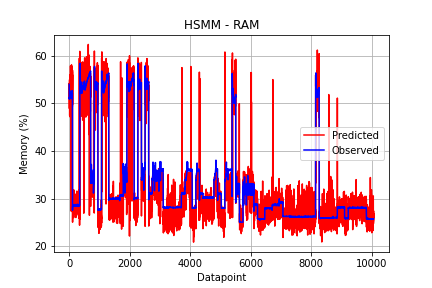 HSMM - RAM
60
50
40
30
20
Memory (%)
Predicted
Observed
0
2000
4000
6000
8000
10000
Datapoint